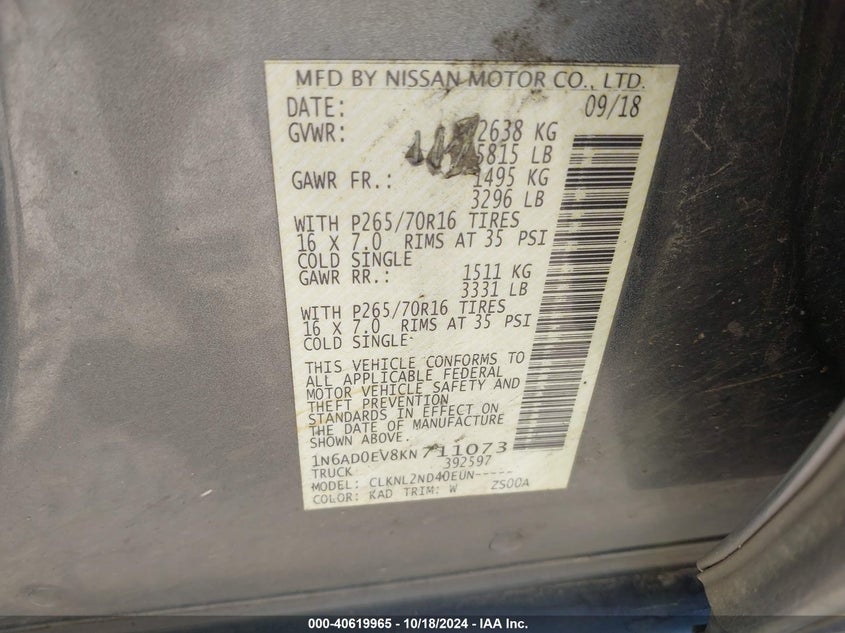 MFD BY NISSAN MOTOR CO., LTD.
DATE: 09/18
GVWR: 2638 KG
5815 LB
GAWR FR.: 1495 KG
3296 LB
WITH P265/70R16 TIRES
16 X 7.0 RIMS AT 35 PSI
COLD SINGLE
GAWR RR.: 1511 KG
3331 LB
WITH P265/70R16 TIRES
16 X 7.0 RIMS AT 35 PSI
COLD SINGLE
THIS VEHICLE CONFORMS TO
ALL APPLICABLE FEDERAL
MOTOR VEHICLE SAFETY AND
THEFT PREVENTION
STANDARDS IN EFFECT ON
THE DATE OF MANUFACTURE
SHOWN ABOVE.
1N6AD0EV8KN711073
TRUCK 392597
MODEL: CLKNL2ND40EUN-----
COLOR: KAD TRIM: W ZS00A
000-40619965 - 10/18/2024 - IAA Inc.